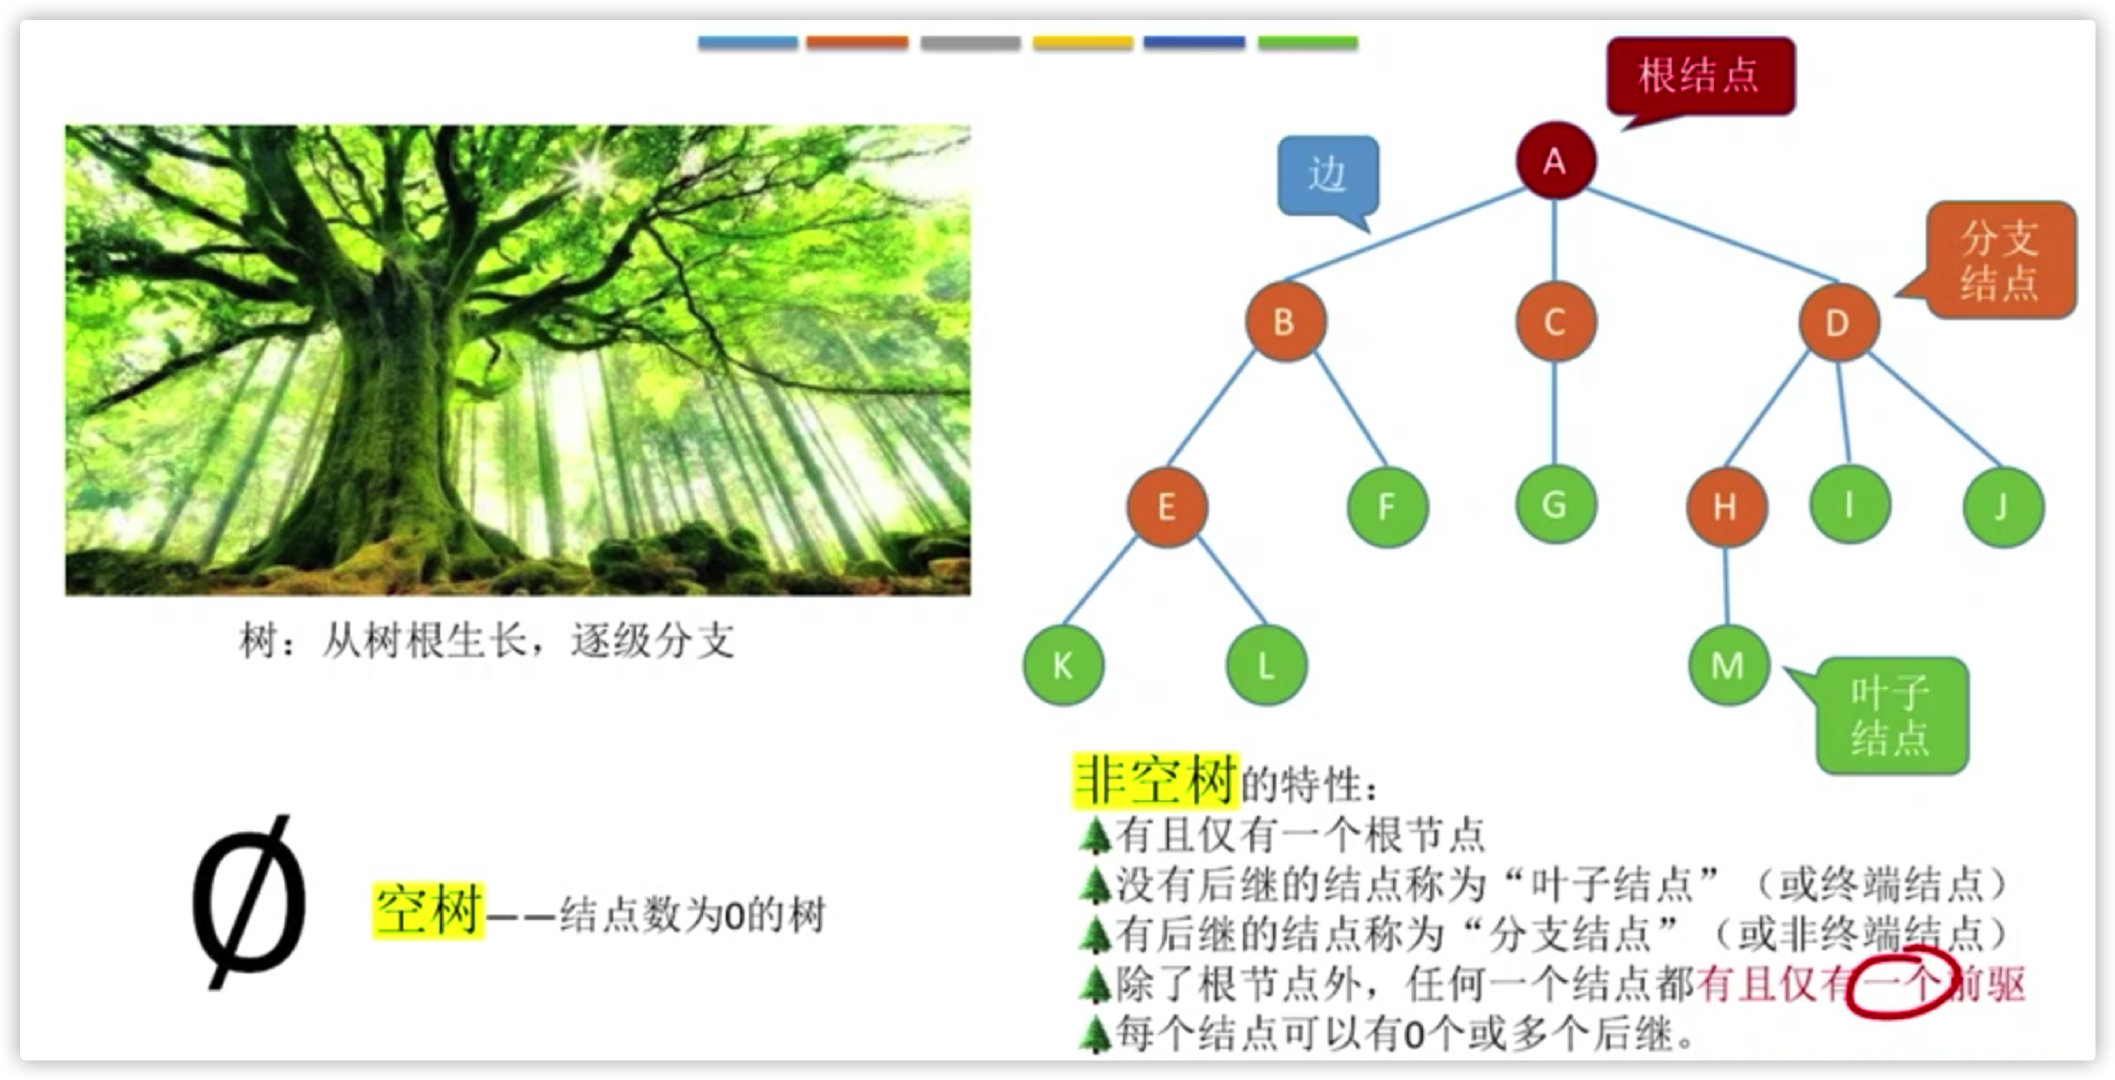 根结点
边
A
分支
结点
B
C
D
E
F
G
H
I
J
K
L
M
叶子
结点
树：从树根生长，逐级分支
Ø
空树——结点数为0的树
非空树的特性：
有且仅有一个根节点
没有后继的结点称为“叶子结点”（或终端结点）
有后继的结点称为“分支结点”（或非终端结点）
除了根节点外，任何一个结点都有且仅有一个前驱
每个结点可以有0个或多个后继。